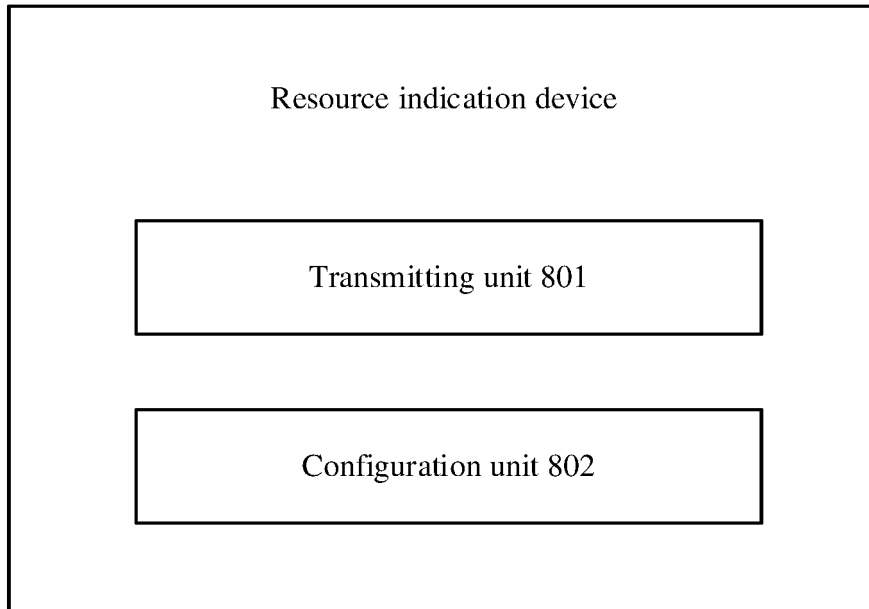 Resource indication device
Transmitting unit 801
Configuration unit 802